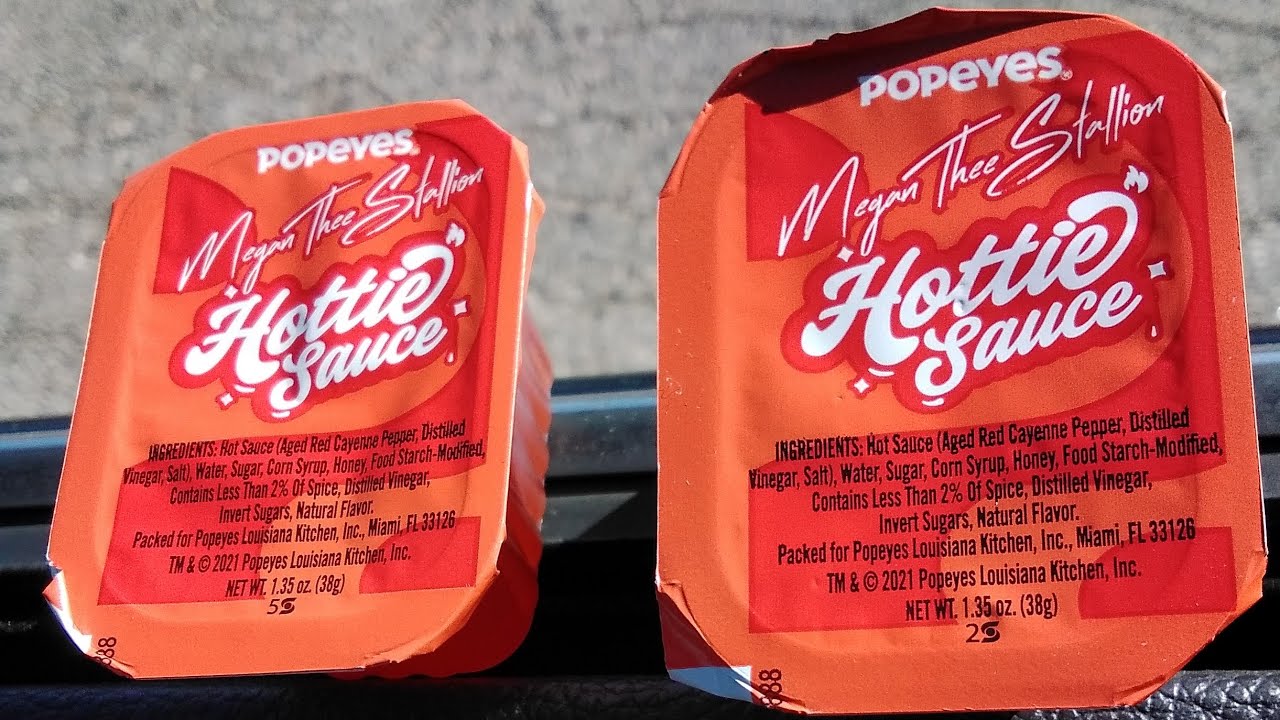 POPEYES®
Megan Thee Stallion
Hottie
Sauce
INGREDIENTS: Hot Sauce (Aged Red Cayenne Pepper, Distilled
Vinegar, Salt), Water, Sugar, Corn Syrup, Honey, Food Starch-Modified,
Contains Less Than 2% Of Spice, Distilled Vinegar,
Invert Sugars, Natural Flavor.
Packed for Popeyes Louisiana Kitchen, Inc., Miami, FL 33126
TM & © 2021 Popeyes Louisiana Kitchen, Inc.
NET WT. 1.35 oz. (38g)
5
POPEYES®
Megan Thee Stallion
Hottie
Sauce
INGREDIENTS: Hot Sauce (Aged Red Cayenne Pepper, Distilled
Vinegar, Salt), Water, Sugar, Corn Syrup, Honey, Food Starch-Modified,
Contains Less Than 2% Of Spice, Distilled Vinegar,
Invert Sugars, Natural Flavor.
Packed for Popeyes Louisiana Kitchen, Inc., Miami, FL 33126
TM & © 2021 Popeyes Louisiana Kitchen, Inc.
NET WT. 1.35 oz. (38g)
2